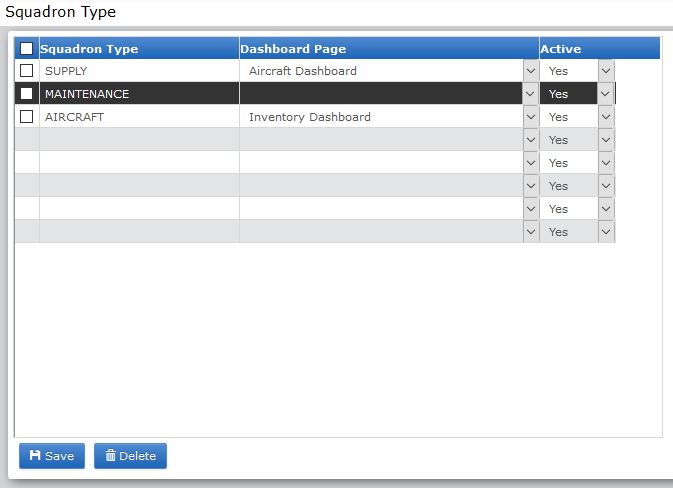 Squadron Type
Squadron Type Dashboard Page Active
SUPPLY Aircraft Dashboard Yes
MAINTENANCE Yes
AIRCRAFT Inventory Dashboard Yes
Yes
Yes
Yes
Yes
Yes
Save Delete